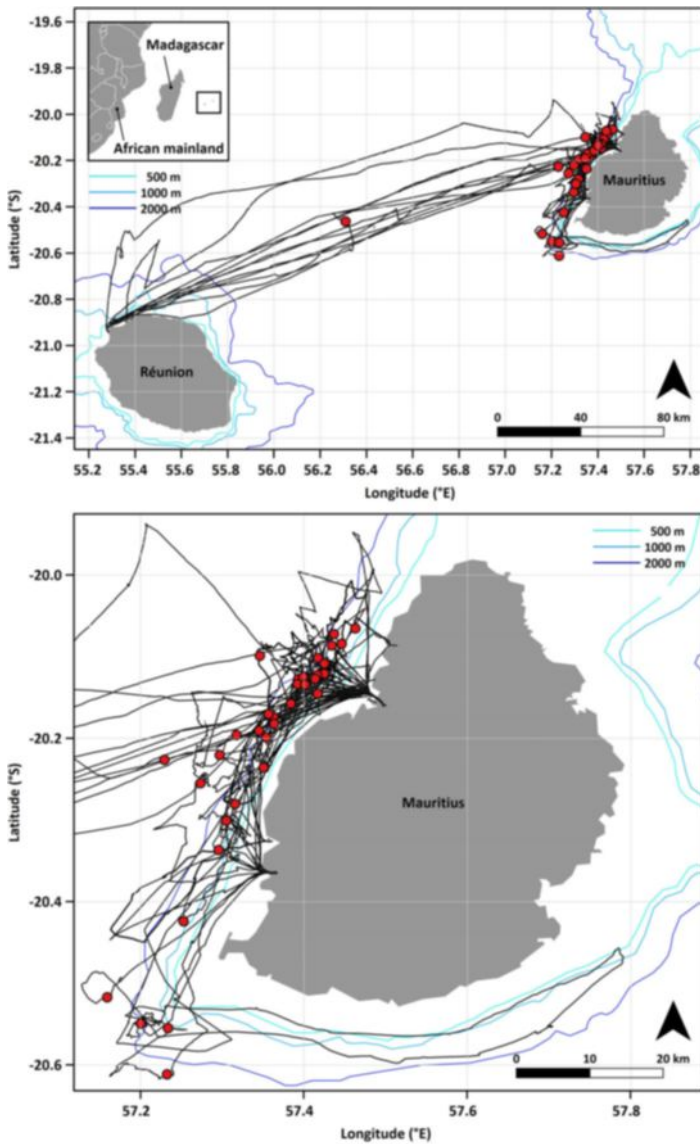 -19.6
-19.8
-20.0
-20.2
-20.4
-20.6
-20.8
-21.0
-21.2
-21.4
Latitude (°S)
Madagascar
African mainland
500 m
1000 m
2000 m
Mauritius
Réunion
0 40 80 km
55.2 55.4 55.6 55.8 56.0 56.2 56.4 56.6 56.8 57.0 57.2 57.4 57.6 57.8
Longitude (°E)
500 m
1000 m
2000 m
-20.0
-20.2
-20.4
-20.6
Latitude (°S)
Mauritius
0 10 20 km
57.2 57.4 57.6 57.8
Longitude (°E)